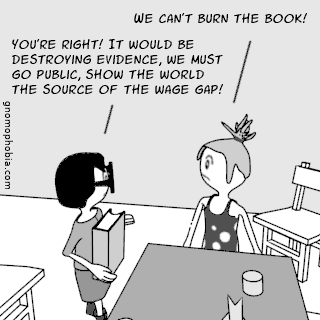 WE CAN'T BURN THE BOOK!
YOU'RE RIGHT! IT WOULD BE
DESTROYING EVIDENCE, WE MUST
GO PUBLIC, SHOW THE WORLD
THE SOURCE OF THE WAGE GAP!
gnomophobia.com